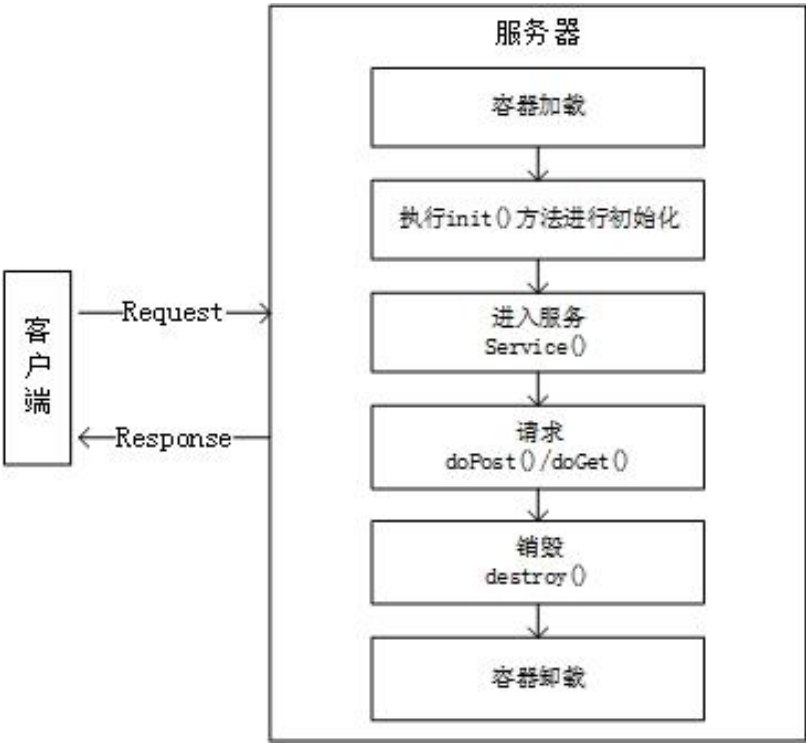 服务器
容器加载
执行init()方法进行初始化
进入服务
Service()
请求
doPost()/doGet()
销毁
destroy()
容器卸载
客户端
Request
Response